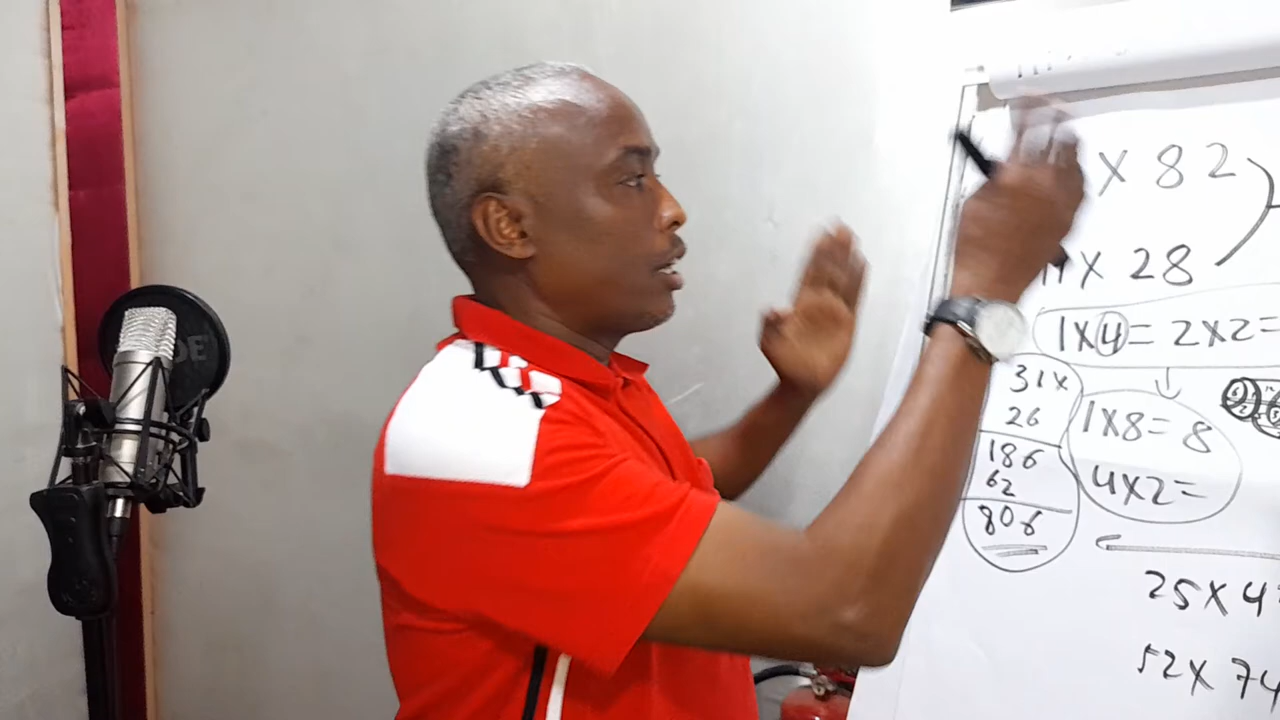 X 82
X 28
1X4= 2X2=
31x
26
186
62
806
1X8= 8
4X2=
25X4
52X74